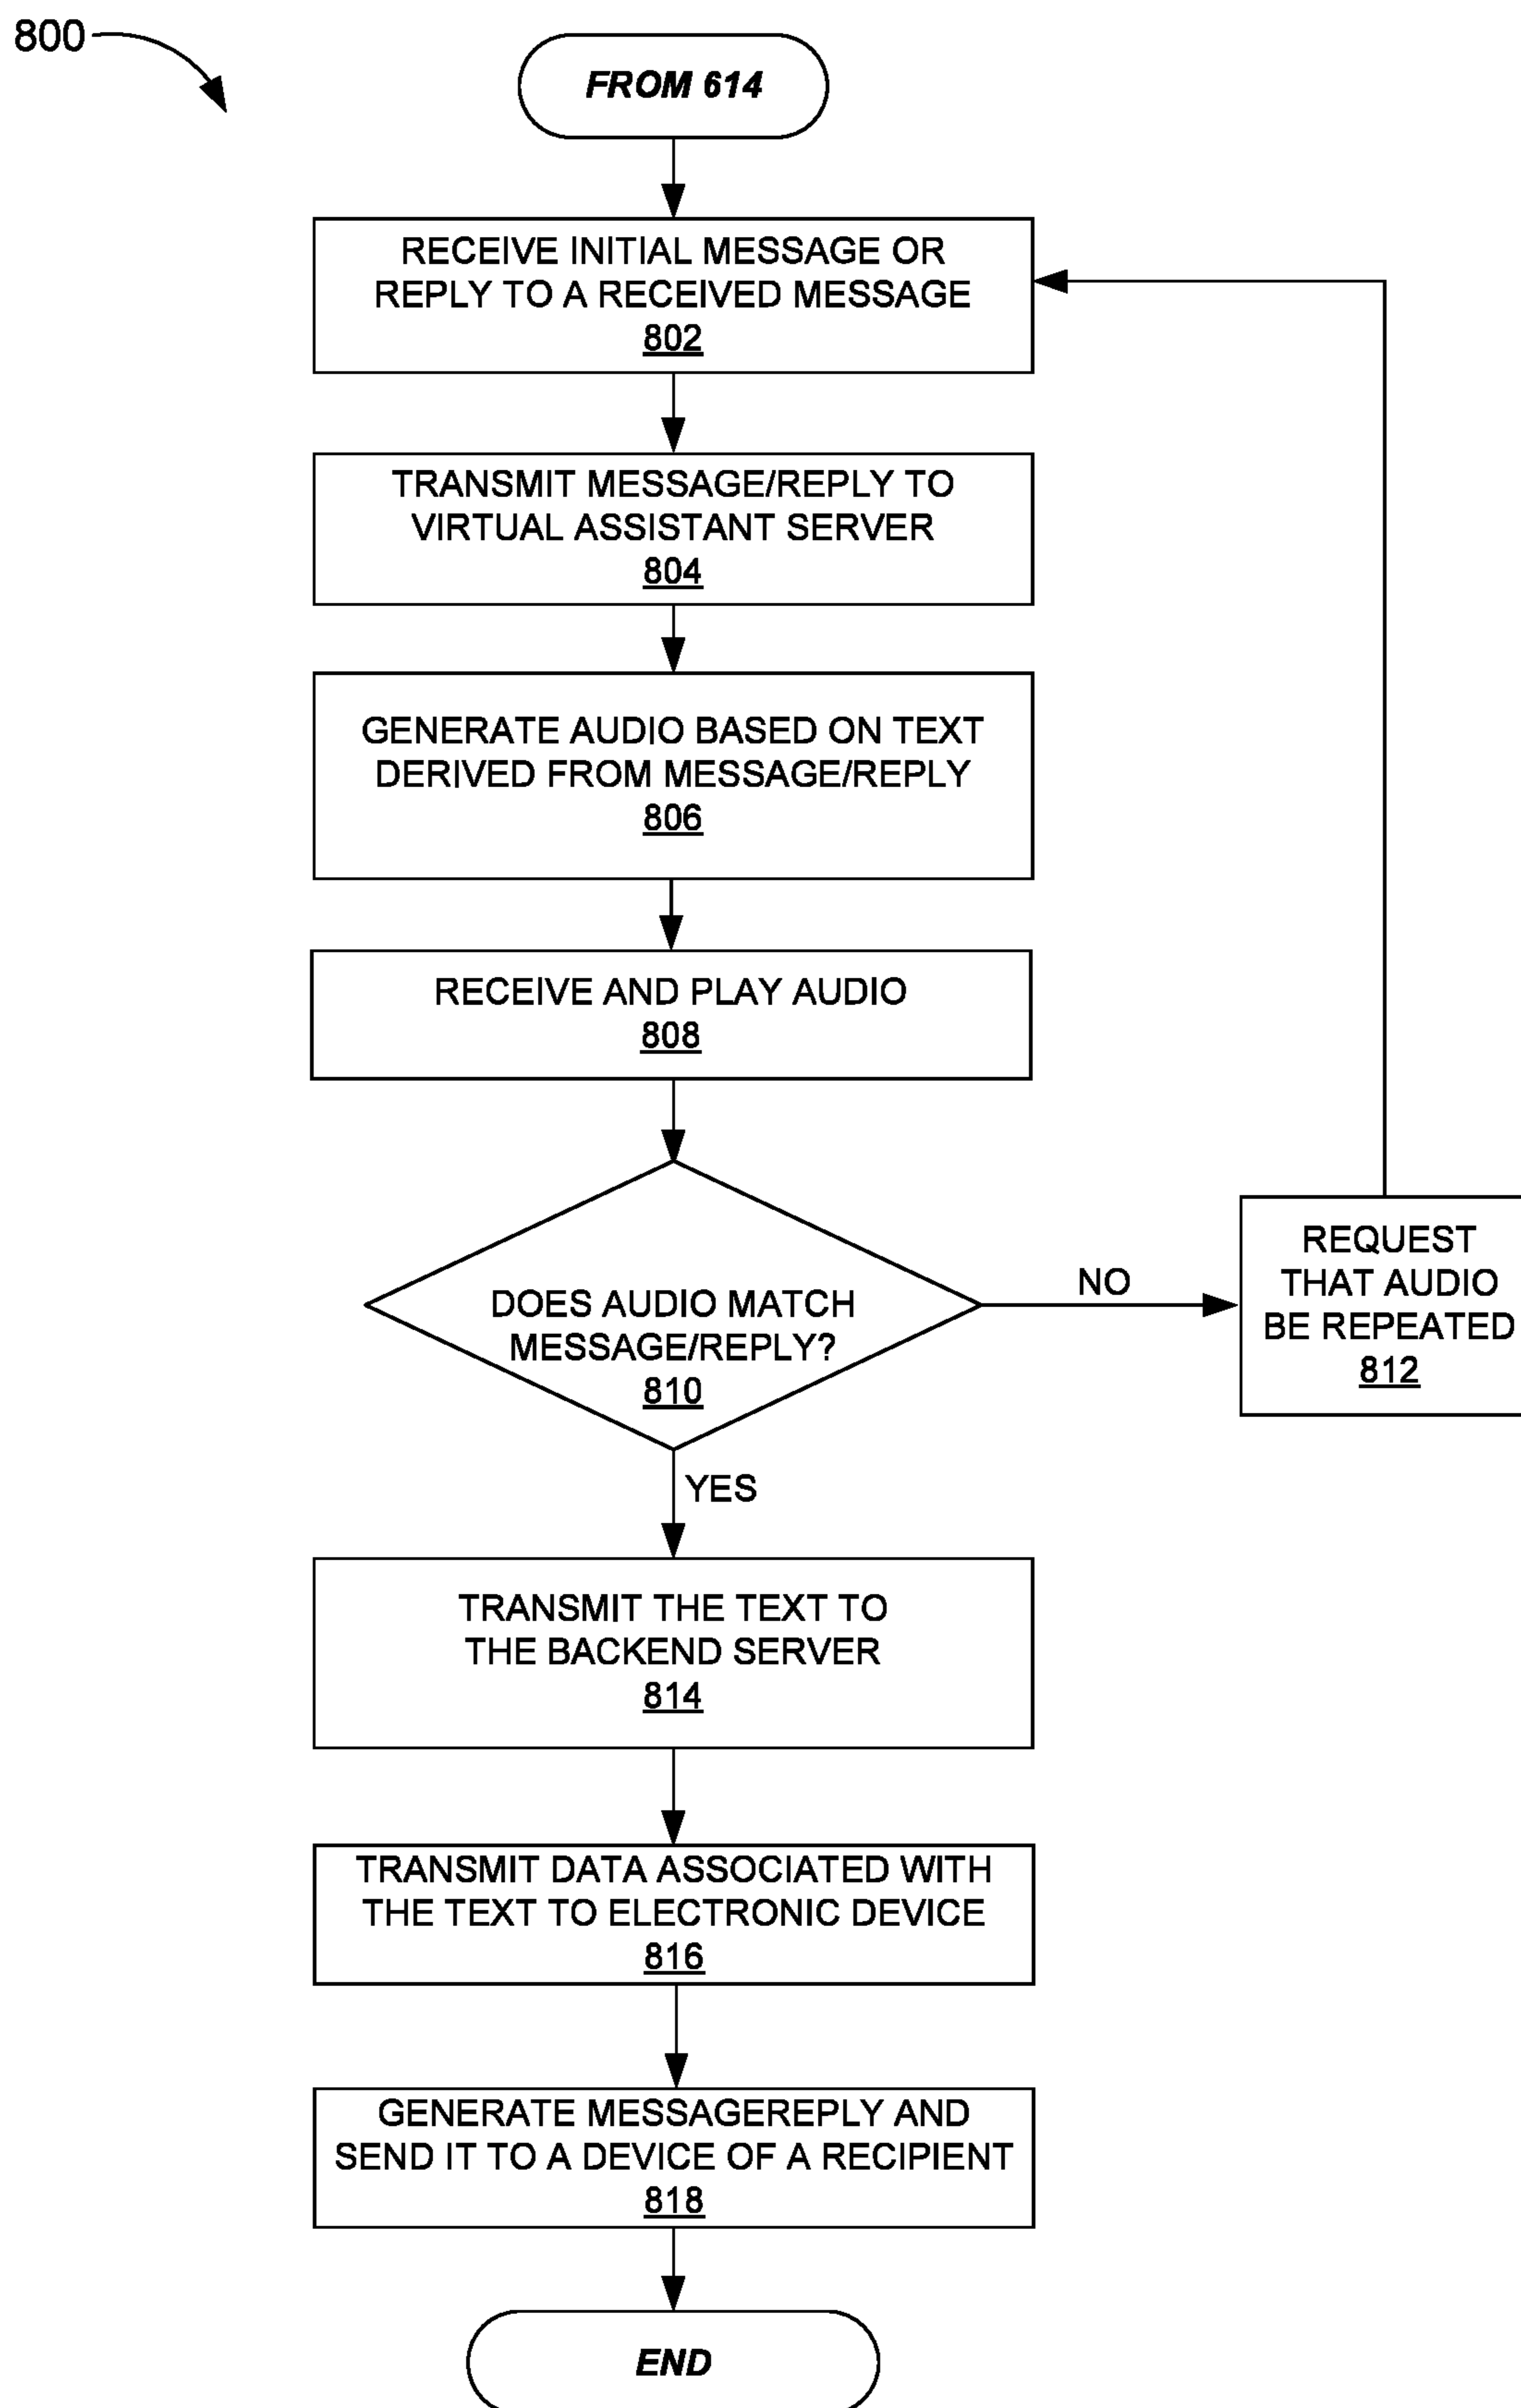 800
FROM 614
RECEIVE INITIAL MESSAGE OR
REPLY TO A RECEIVED MESSAGE
802
TRANSMIT MESSAGE/REPLY TO
VIRTUAL ASSISTANT SERVER
804
GENERATE AUDIO BASED ON TEXT
DERIVED FROM MESSAGE/REPLY
806
RECEIVE AND PLAY AUDIO
808
DOES AUDIO MATCH
MESSAGE/REPLY?
810
NO
REQUEST
THAT AUDIO
BE REPEATED
812
YES
TRANSMIT THE TEXT TO
THE BACKEND SERVER
814
TRANSMIT DATA ASSOCIATED WITH
THE TEXT TO ELECTRONIC DEVICE
816
GENERATE MESSAGEREPLY AND
SEND IT TO A DEVICE OF A RECIPIENT
818
END